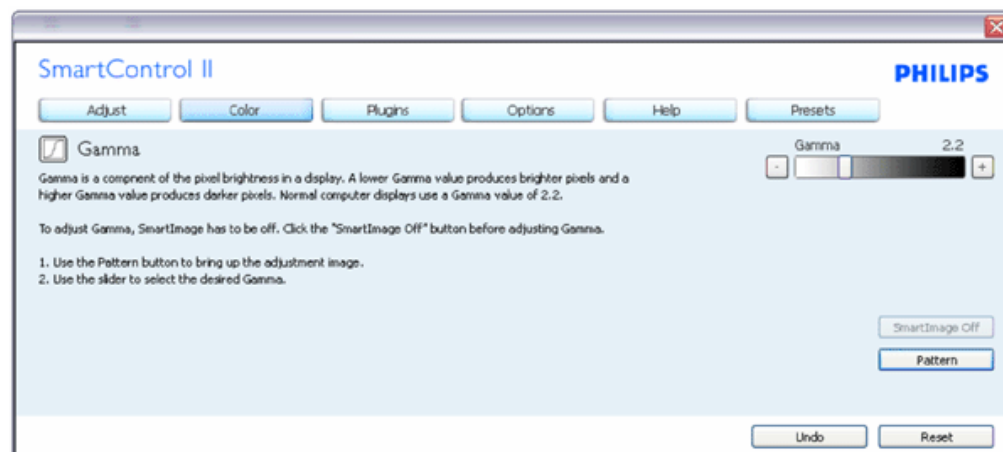 SmartControl II
PHILIPS
Adjust
Color
Plugins
Options
Help
Presets
Gamma
Gamma 2.2
- +
Gamma is a compnent of the pixel brightness in a display. A lower Gamma value produces brighter pixels and a
higher Gamma value produces darker pixels. Normal computer displays use a Gamma value of 2.2.
To adjust Gamma, SmartImage has to be off. Click the "SmartImage Off" button before adjusting Gamma.
1. Use the Pattern button to bring up the adjustment image.
2. Use the slider to select the desired Gamma.
SmartImage Off
Pattern
Undo
Reset